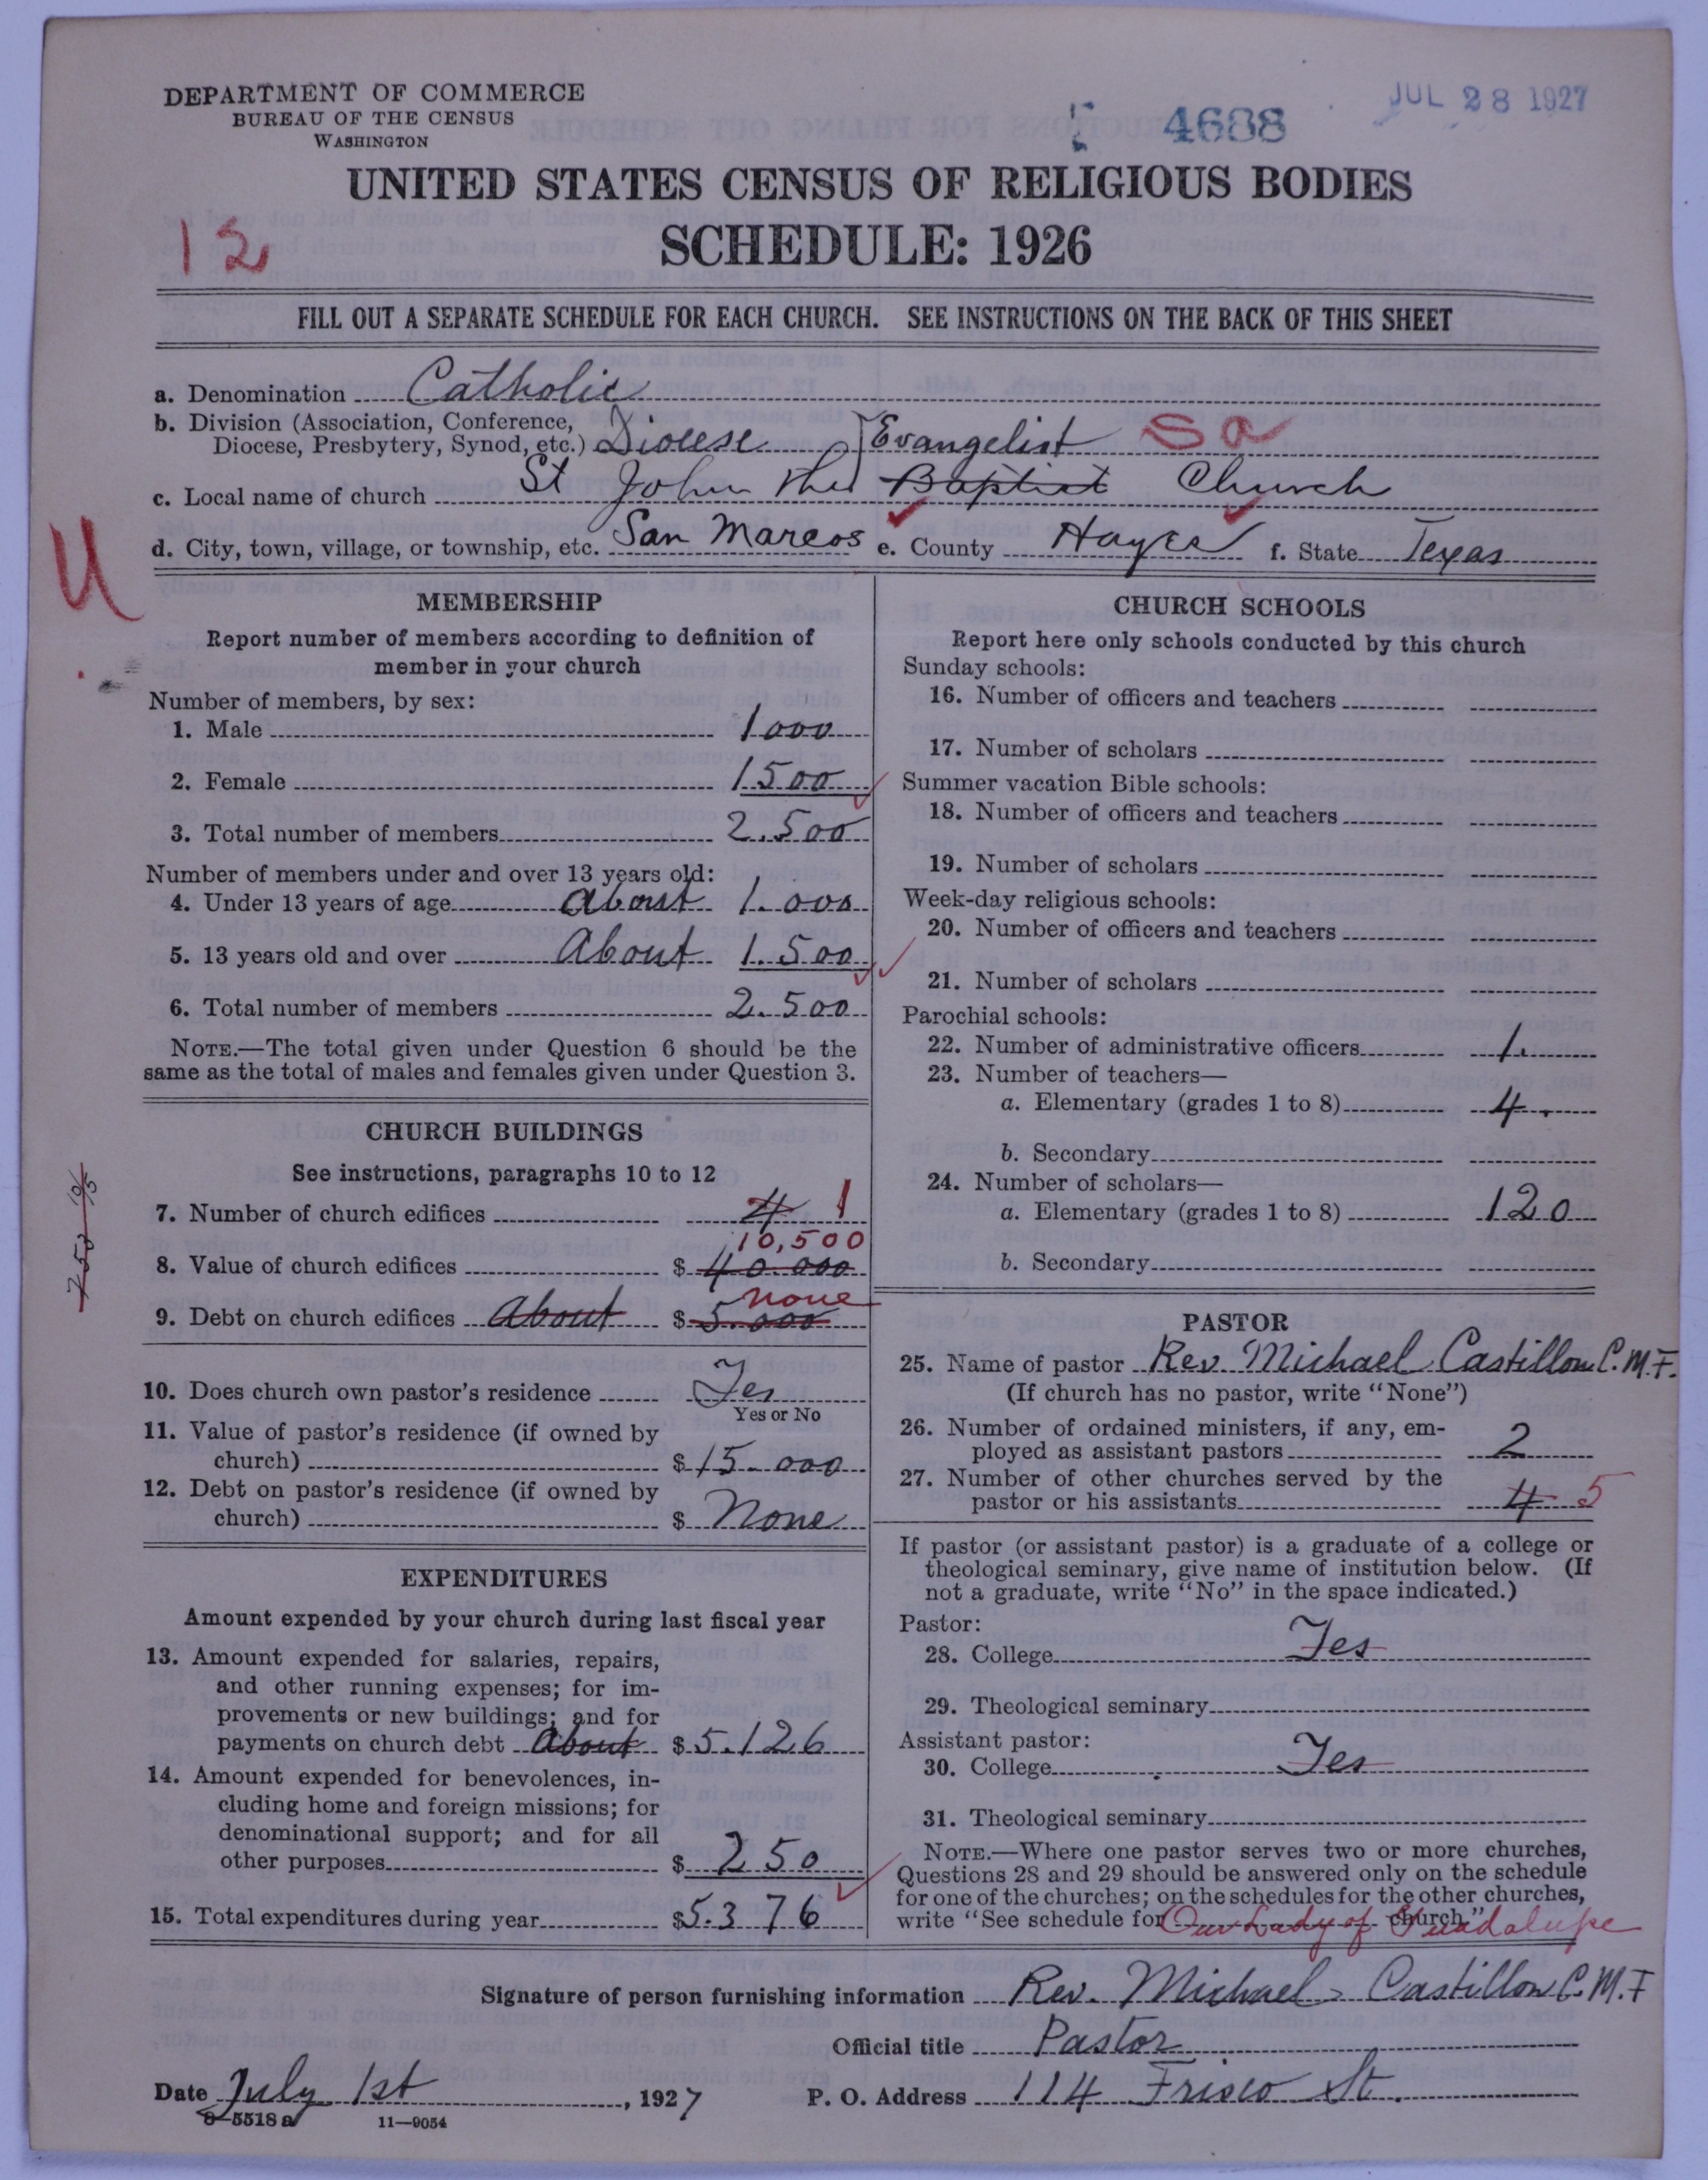 DEPARTMENT OF COMMERCE
BUREAU OF THE CENSUS
WASHINGTON
4688
JUL 28 1927
UNITED STATES CENSUS OF RELIGIOUS BODIES
SCHEDULE: 1926
12
FILL OUT A SEPARATE SCHEDULE FOR EACH CHURCH. SEE INSTRUCTIONS ON THE BACK OF THIS SHEET
a. Denomination Catholic
b. Division (Association, Conference,
Diocese, Presbytery, Synod, etc.) Diocese Evangelist Sa
c. Local name of church St John the Baptist Church
d. City, town, village, or township, etc. San Marcos e. County Hayes f. State Texas
U
MEMBERSHIP
Report number of members according to definition of
member in your church
Number of members, by sex:
1. Male 1000
2. Female 1500
3. Total number of members 2.500
Number of members under and over 13 years old:
4. Under 13 years of age about 1.000
5. 13 years old and over About 1.500
6. Total number of members 2.500
NOTE.—The total given under Question 6 should be the
same as the total of males and females given under Question 3.
CHURCH BUILDINGS
See instructions, paragraphs 10 to 12
7. Number of church edifices 4 1
10,500
8. Value of church edifices $ 40.000
none
9. Debt on church edifices About $ 5.000
10. Does church own pastor's residence Yes
Yes or No
11. Value of pastor's residence (if owned by
church) $ 15.000
12. Debt on pastor's residence (if owned by
church) $ None
EXPENDITURES
Amount expended by your church during last fiscal year
13. Amount expended for salaries, repairs,
and other running expenses; for im-
provements or new buildings; and for
payments on church debt About $ 5.126
14. Amount expended for benevolences, in-
cluding home and foreign missions; for
denominational support; and for all
other purposes $ 250
15. Total expenditures during year $ 5.376
CHURCH SCHOOLS
Report here only schools conducted by this church
Sunday schools:
16. Number of officers and teachers
17. Number of scholars
Summer vacation Bible schools:
18. Number of officers and teachers
19. Number of scholars
Week-day religious schools:
20. Number of officers and teachers
21. Number of scholars
Parochial schools:
22. Number of administrative officers 1.
23. Number of teachers—
a. Elementary (grades 1 to 8) 4.
b. Secondary
24. Number of scholars—
a. Elementary (grades 1 to 8) 120
b. Secondary
PASTOR
25. Name of pastor Rev. Michael Castillon C.M.F.
(If church has no pastor, write "None")
26. Number of ordained ministers, if any, em-
ployed as assistant pastors 2
27. Number of other churches served by the
pastor or his assistants 4 5
If pastor (or assistant pastor) is a graduate of a college or
theological seminary, give name of institution below. (If
not a graduate, write "No" in the space indicated.)
Pastor:
28. College Yes
29. Theological seminary
Assistant pastor:
30. College Yes
31. Theological seminary
NOTE.—Where one pastor serves two or more churches,
Questions 28 and 29 should be answered only on the schedule
for one of the churches; on the schedules for the other churches,
write "See schedule for Our Lady of Guadalupe church."
Signature of person furnishing information Rev. Michael Castillon C.M.F
Official title Pastor
Date July 1st, 1927 P. O. Address 114 Frisco St.
8-5518a 11—9054